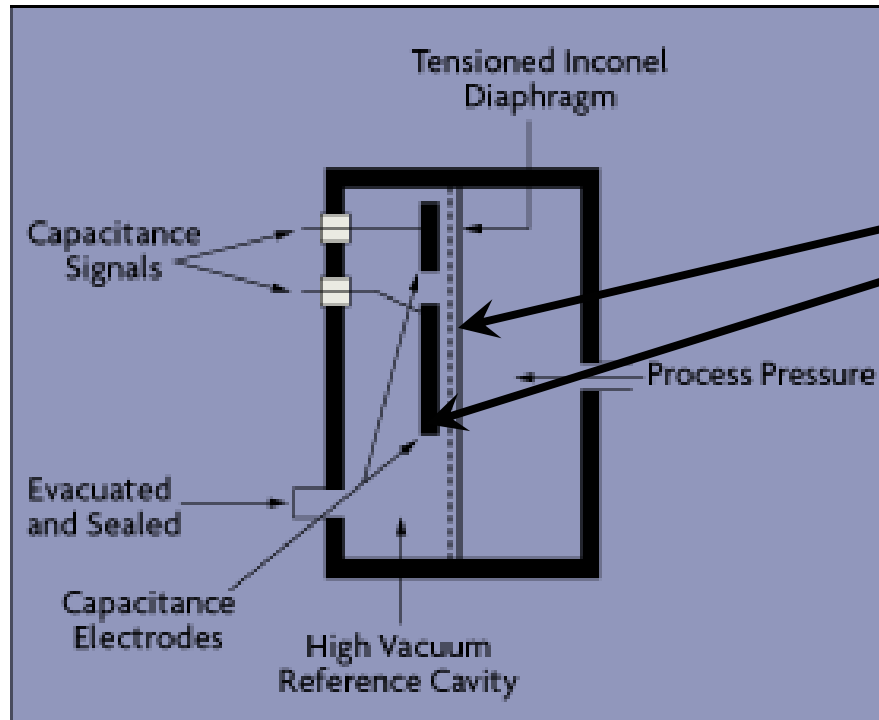 Tensioned Inconel
Diaphragm
Capacitance
Signals
Process Pressure
Evacuated
and Sealed
Capacitance
Electrodes
High Vacuum
Reference Cavity